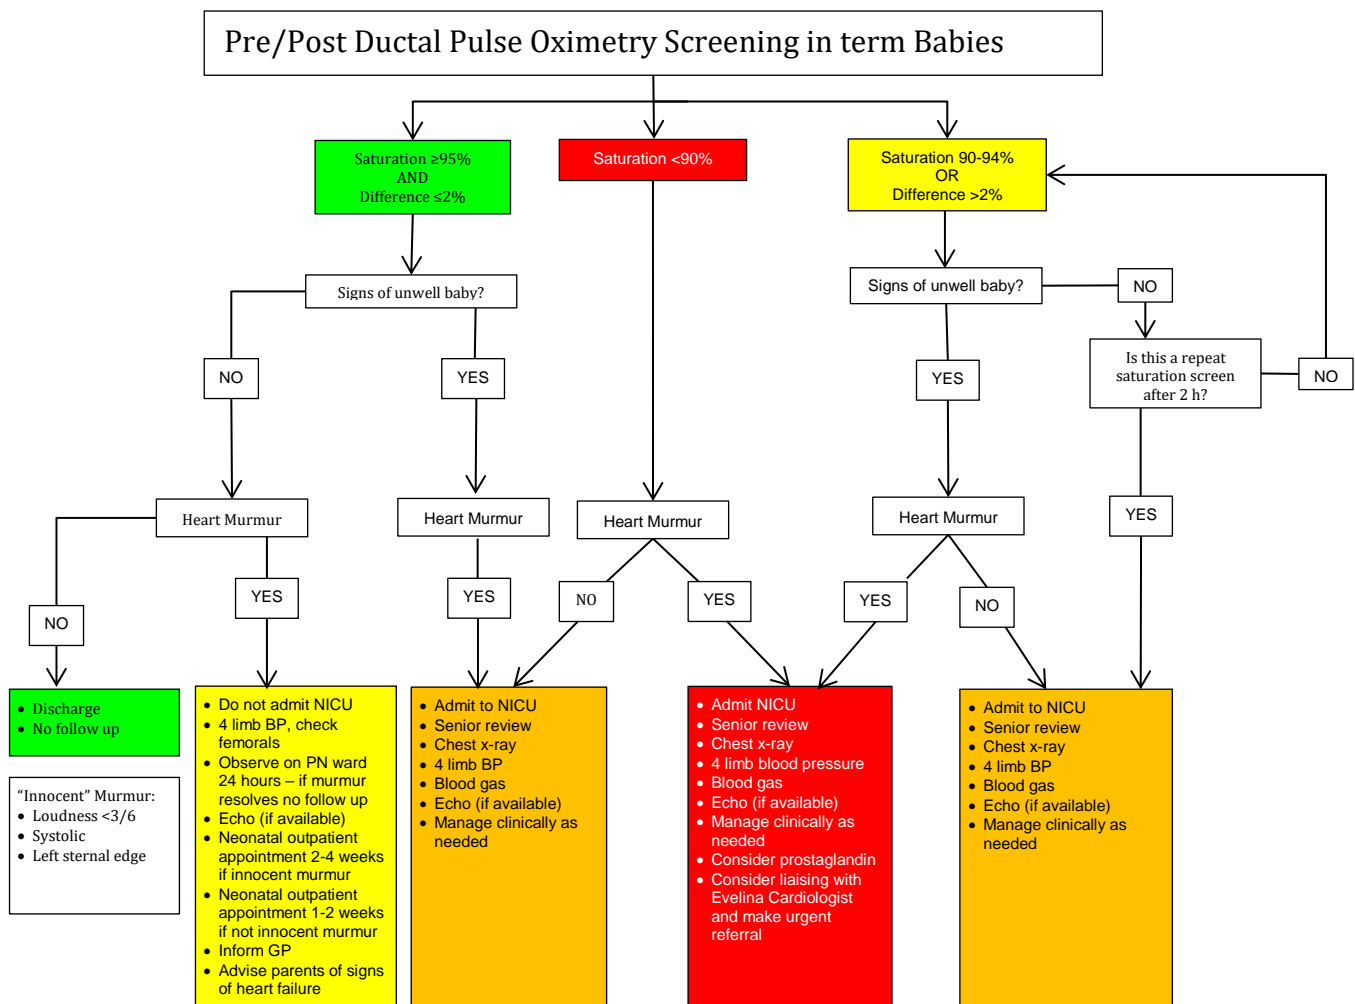 Pre/Post Ductal Pulse Oximetry Screening in term Babies
Saturation ≥95%
AND
Difference ≤2%
Saturation <90%
Saturation 90-94%
OR
Difference >2%
Signs of unwell baby?
Signs of unwell baby?
NO
NO
YES
YES
Is this a repeat
saturation screen
after 2 h?
NO
Heart Murmur
Heart Murmur
Heart Murmur
Heart Murmur
YES
NO
YES
YES
NO
YES
YES
NO
• Discharge
• No follow up
“Innocent” Murmur:
• Loudness <3/6
• Systolic
• Left sternal edge
• Do not admit NICU
• 4 limb BP, check
femorals
• Observe on PN ward
24 hours – if murmur
resolves no follow up
• Echo (if available)
• Neonatal outpatient
appointment 2-4 weeks
if innocent murmur
• Neonatal outpatient
appointment 1-2 weeks
if not innocent murmur
• Inform GP
• Advise parents of signs
of heart failure
• Admit to NICU
• Senior review
• Chest x-ray
• 4 limb BP
• Blood gas
• Echo (if available)
• Manage clinically as
needed
• Admit NICU
• Senior review
• Chest x-ray
• 4 limb blood pressure
• Blood gas
• Echo (if available)
• Manage clinically as
needed
• Consider prostaglandin
• Consider liaising with
Evelina Cardiologist
and make urgent
referral
• Admit to NICU
• Senior review
• Chest x-ray
• 4 limb BP
• Blood gas
• Echo (if available)
• Manage clinically as
needed